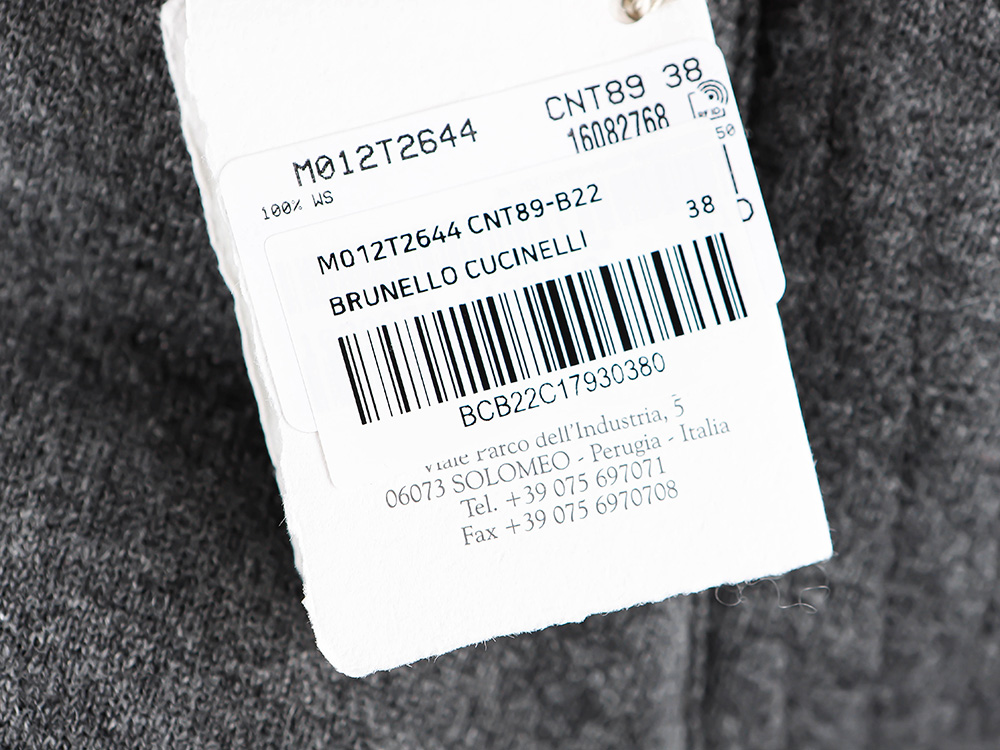 M012T2644 CNT89 38
16082768
50
100% WS
M012T2644 CNT89-B22 38
BRUNELLO CUCINELLI
BCB22C17930380
Viale Parco dell'Industria, 5
06073 SOLOMEO - Perugia - Italia
Tel. +39 075 697071
Fax +39 075 6970708